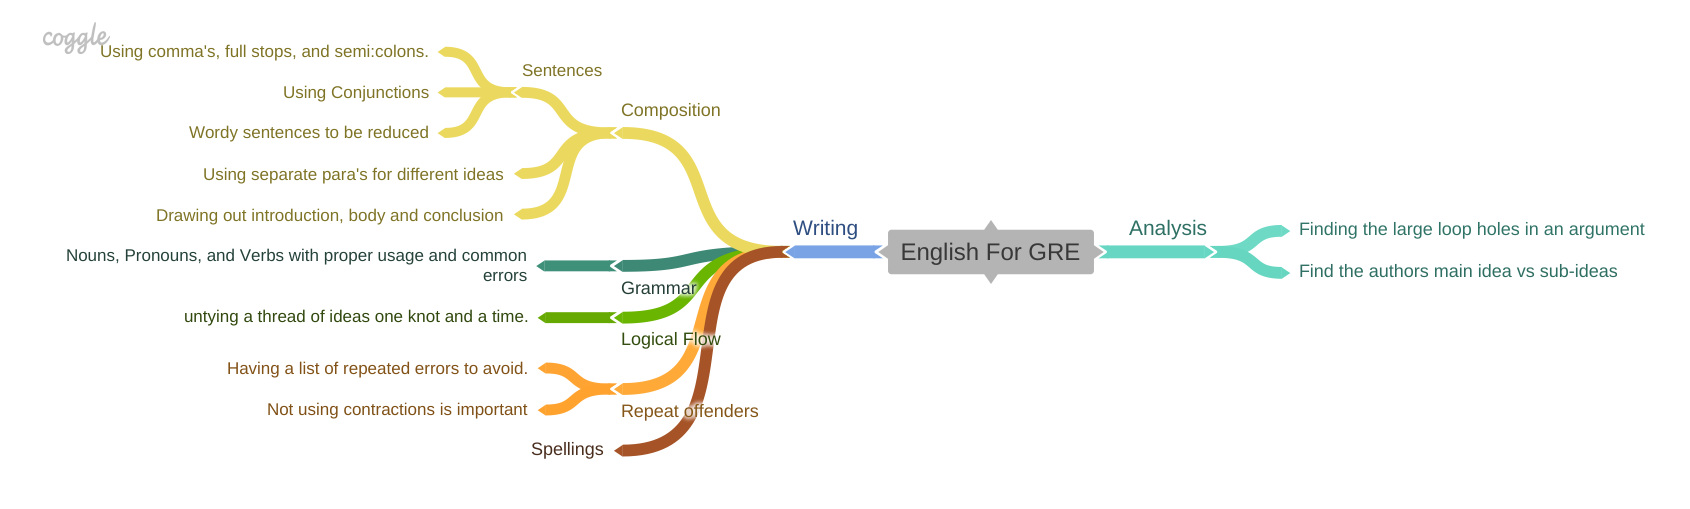 coggle
Using comma's, full stops, and semi:colons.
Sentences
Using Conjunctions
Composition
Wordy sentences to be reduced
Using separate para's for different ideas
Drawing out introduction, body and conclusion
Writing
English For GRE
Analysis
Finding the large loop holes in an argument
Find the authors main idea vs sub-ideas
Nouns, Pronouns, and Verbs with proper usage and common
errors
Grammar
untying a thread of ideas one knot and a time.
Logical Flow
Having a list of repeated errors to avoid.
Not using contractions is important
Repeat offenders
Spellings